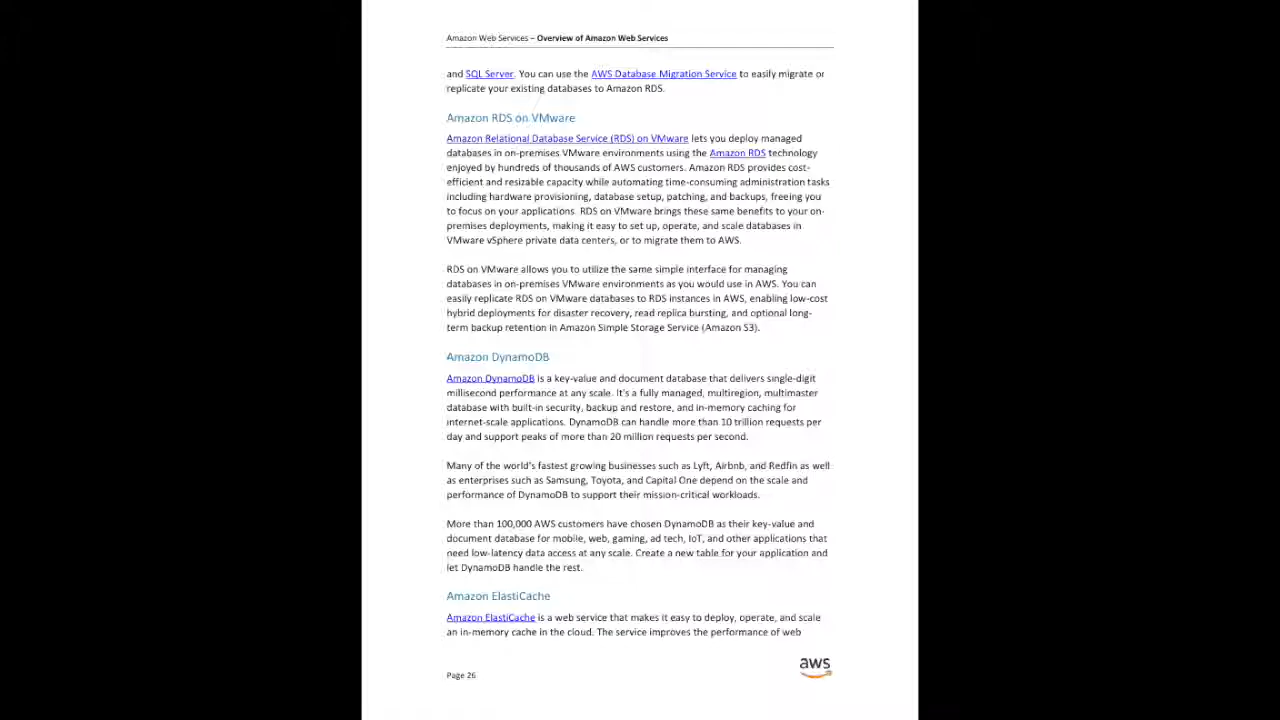 Amazon Web Services – Overview of Amazon Web Services
and SQL Server. You can use the AWS Database Migration Service to easily migrate or
replicate your existing databases to Amazon RDS.
Amazon RDS on VMware
Amazon Relational Database Service (RDS) on VMware lets you deploy managed
databases in on-premises VMware environments using the Amazon RDS technology
enjoyed by hundreds of thousands of AWS customers. Amazon RDS provides cost-
efficient and resizable capacity while automating time-consuming administration tasks
including hardware provisioning, database setup, patching, and backups, freeing you
to focus on your applications. RDS on VMware brings these same benefits to your on-
premises deployments, making it easy to set up, operate, and scale databases in
VMware vSphere private data centers, or to migrate them to AWS.
RDS on VMware allows you to utilize the same simple interface for managing
databases in on-premises VMware environments as you would use in AWS. You can
easily replicate RDS on VMware databases to RDS instances in AWS, enabling low-cost
hybrid deployments for disaster recovery, read replica bursting, and optional long-
term backup retention in Amazon Simple Storage Service (Amazon S3).
Amazon DynamoDB
Amazon DynamoDB is a key-value and document database that delivers single-digit
millisecond performance at any scale. It's a fully managed, multiregion, multimaster
database with built-in security, backup and restore, and in-memory caching for
internet-scale applications. DynamoDB can handle more than 10 trillion requests per
day and support peaks of more than 20 million requests per second.
Many of the world's fastest growing businesses such as Lyft, Airbnb, and Redfin as well
as enterprises such as Samsung, Toyota, and Capital One depend on the scale and
performance of DynamoDB to support their mission-critical workloads.
More than 100,000 AWS customers have chosen DynamoDB as their key-value and
document database for mobile, web, gaming, ad tech, IoT, and other applications that
need low-latency data access at any scale. Create a new table for your application and
let DynamoDB handle the rest.
Amazon ElastiCache
Amazon ElastiCache is a web service that makes it easy to deploy, operate, and scale
an in-memory cache in the cloud. The service improves the performance of web
Page 26
aws